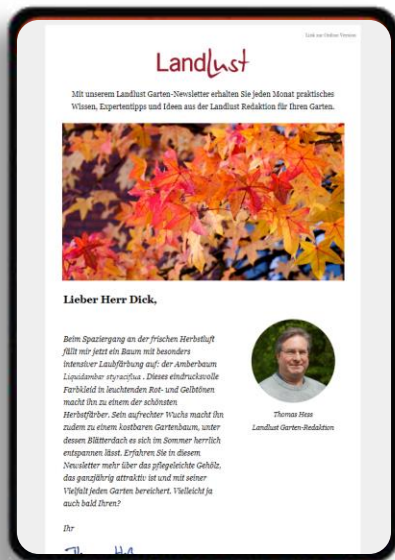 Link zur Online Version
Landlust
Mit unserem Landlust Garten-Newsletter erhalten Sie jeden Monat praktisches
Wissen, Expertentipps und Ideen aus der Landlust Redaktion für Ihren Garten.
Lieber Herr Dick,
Beim Spaziergang an der frischen Herbstluft
fällt mir jetzt ein Baum mit besonders
intensiver Laubfärbung auf: der Amberbaum
Liquidambar styraciflua . Dieses eindrucksvolle
Farbkleid in leuchtenden Rot- und Gelbtönen
macht ihn zu einem der schönsten
Herbstfärber. Sein aufrechter Wuchs macht ihn
zudem zu einem kostbaren Gartenbaum, unter
dessen Blätterdach es sich im Sommer herrlich
entspannen lässt. Erfahren Sie in diesem
Newsletter mehr über das pflegeleichte Gehölz,
das ganzjährig attraktiv ist und mit seiner
Vielfalt jeden Garten bereichert. Vielleicht ja
auch bald Ihren?
Thomas Hess
Landlust Garten-Redaktion
Ihr